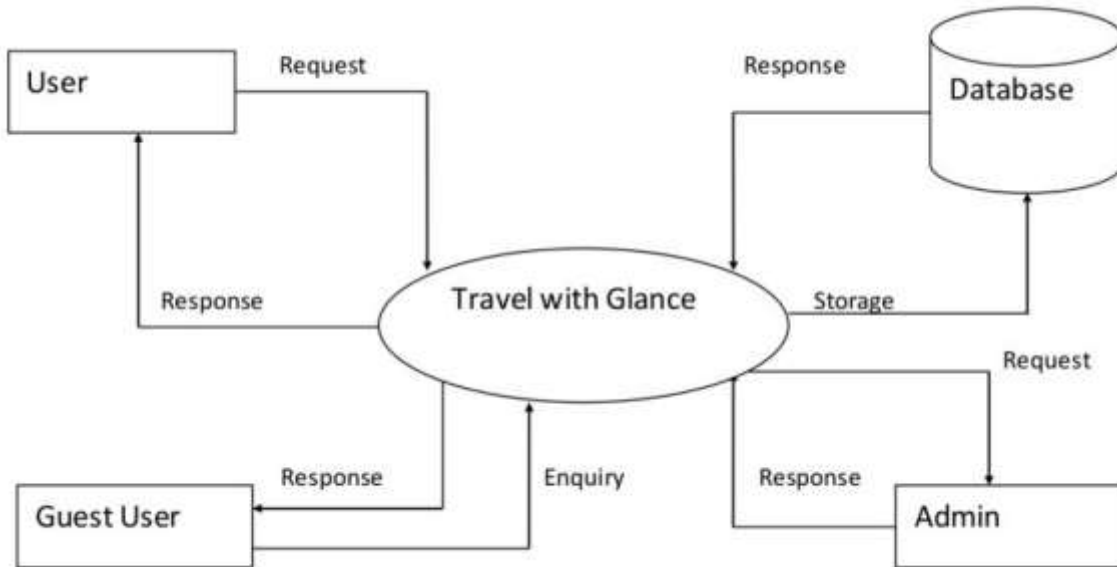 User
Request
Response
Database
Response
Travel with Glance
Storage
Request
Response
Enquiry
Response
Guest User
Admin